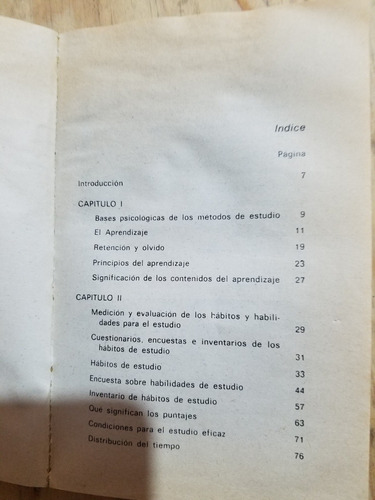 Indice
Página
Introducción 7
CAPITULO I
Bases psicológicas de los métodos de estudio 9
El Aprendizaje 11
Retención y olvido 19
Principios del aprendizaje 23
Significación de los contenidos del aprendizaje 27
CAPITULO II
Medición y evaluación de los hábitos y habili-
dades para el estudio 29
Cuestionarios, encuestas e inventarios de los
hábitos de estudio 31
Hábitos de estudio 33
Encuesta sobre habilidades de estudio 44
Inventario de hábitos de estudio 57
Qué significan los puntajes 63
Condiciones para el estudio eficaz 71
Distribución del tiempo 76